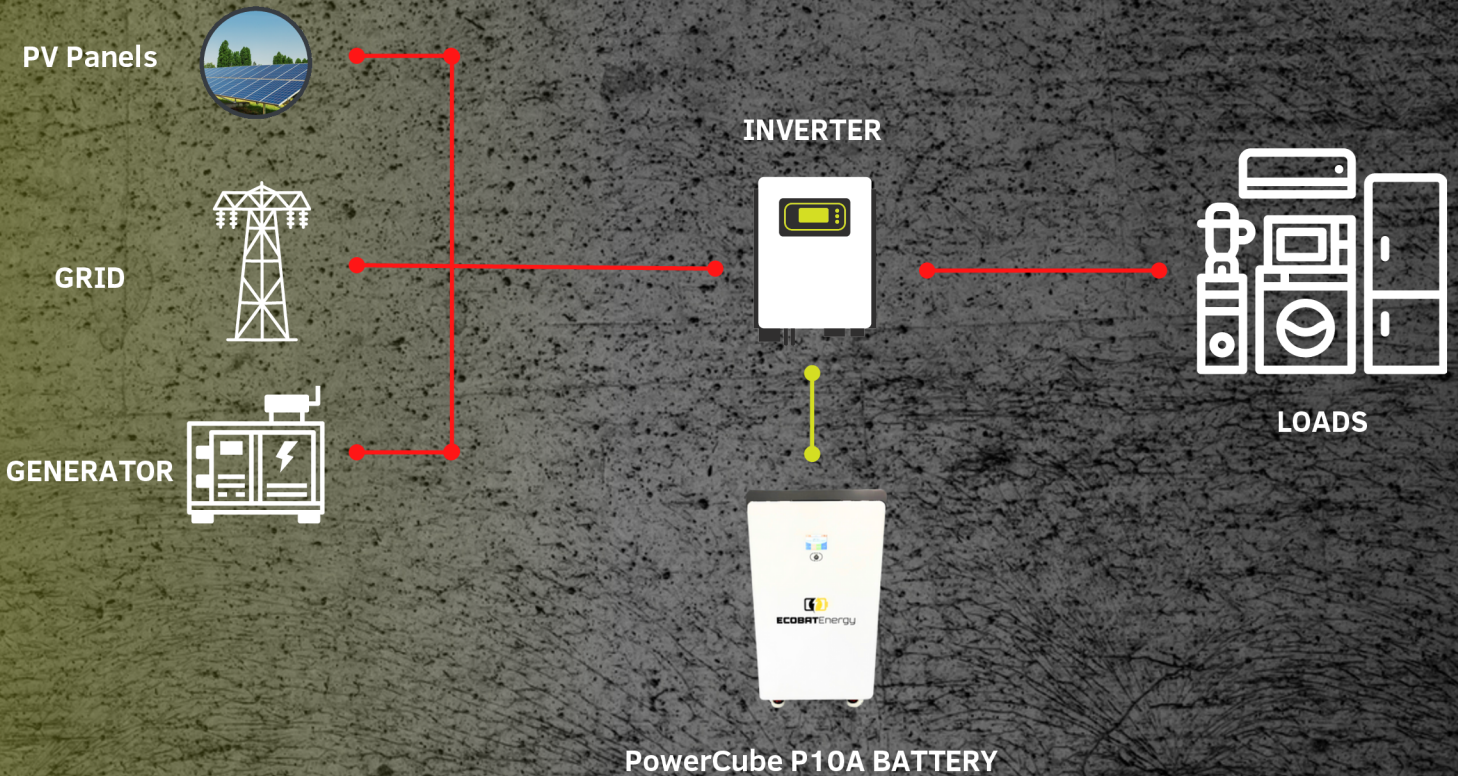 PV Panels
INVERTER
GRID
LOADS
GENERATOR
ECOBATEnergy
PowerCube P10A BATTERY